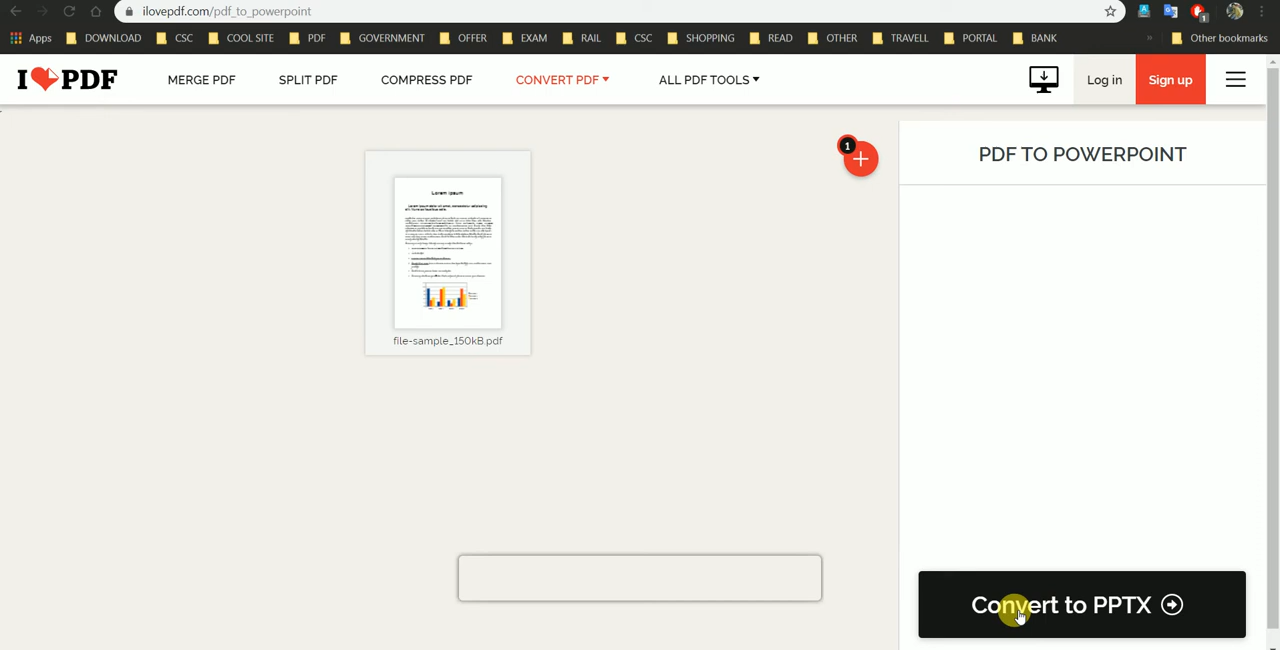 ilovepdf.com/pdf_to_powerpoint
1
Apps DOWNLOAD CSC COOL SITE PDF GOVERNMENT OFFER EXAM RAIL CSC SHOPPING READ OTHER TRAVELL PORTAL BANK » Other bookmarks
I PDF MERGE PDF SPLIT PDF COMPRESS PDF CONVERT PDF ALL PDF TOOLS Log in Sign up
1
+
PDF TO POWERPOINT
Lorem ipsum
file-sample_150kB.pdf
Convert to PPTX